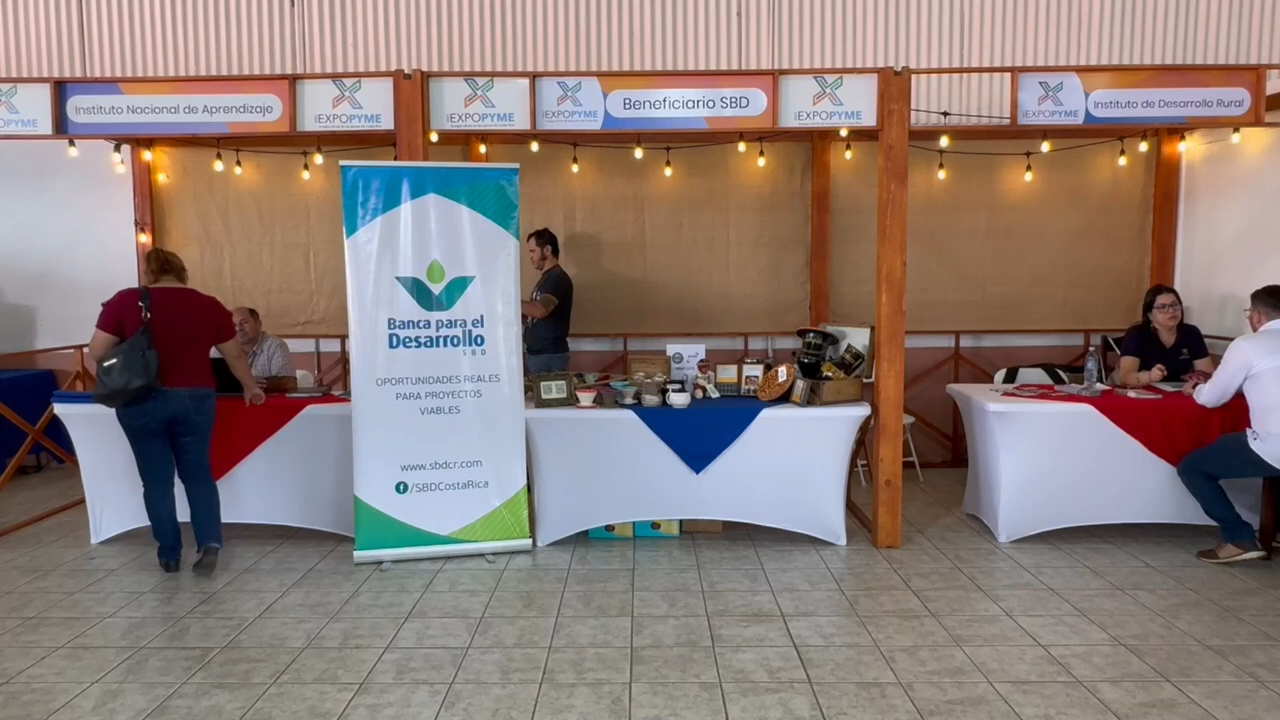 EXPOPYME
Instituto Nacional de Aprendizaje
EXPOPYME
EXPOPYME
EXPOPYME
Beneficiario SBD
EXPOPYME
EXPOPYME
Instituto de Desarrollo Rural
Banca para el
Desarrollo
SBD
OPORTUNIDADES REALES
PARA PROYECTOS
VIABLES
www.sbdcr.com
/SBDCostaRica